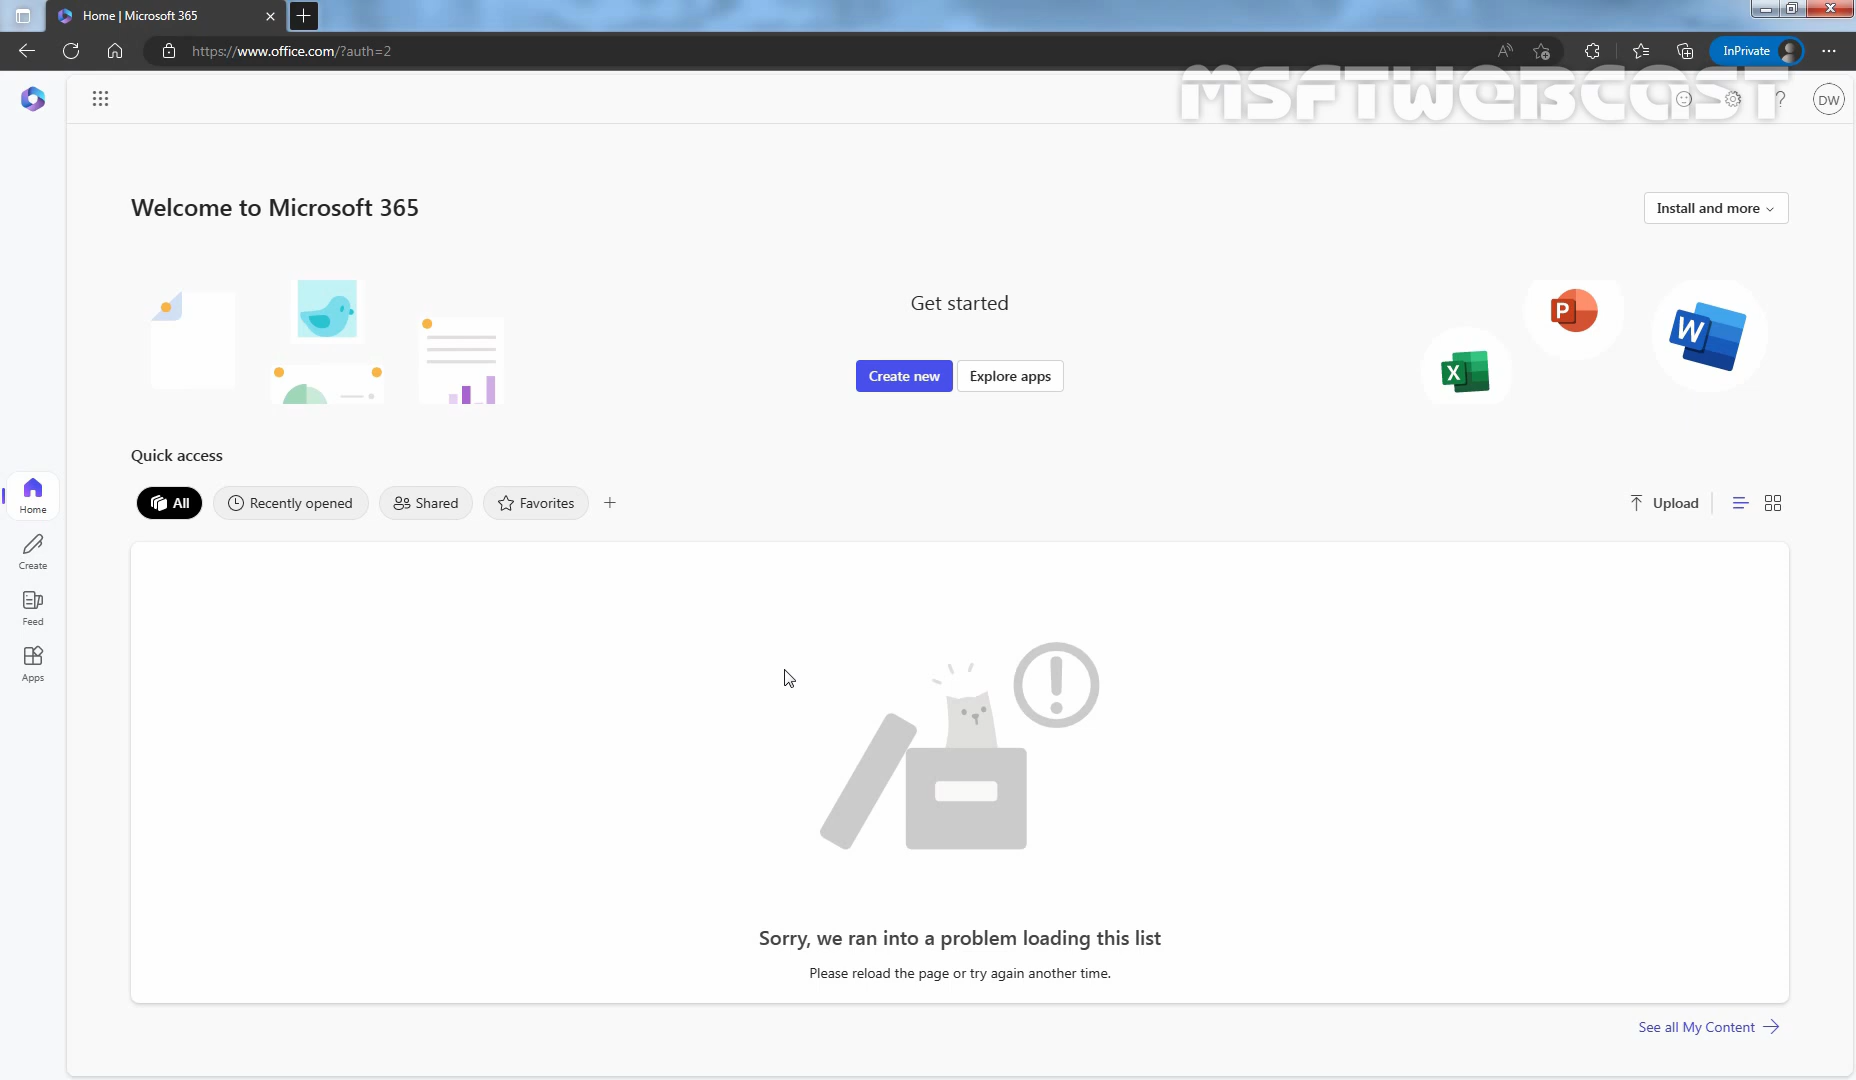 Home | Microsoft 365
https://www.office.com/?auth=2
InPrivate
MSFTWEBCAST
DW
Welcome to Microsoft 365
Install and more
Get started
P
W
X
Create new
Explore apps
Quick access
All
Recently opened
Shared
Favorites
Upload
Home
Create
Feed
Apps
Sorry, we ran into a problem loading this list
Please reload the page or try again another time.
See all My Content